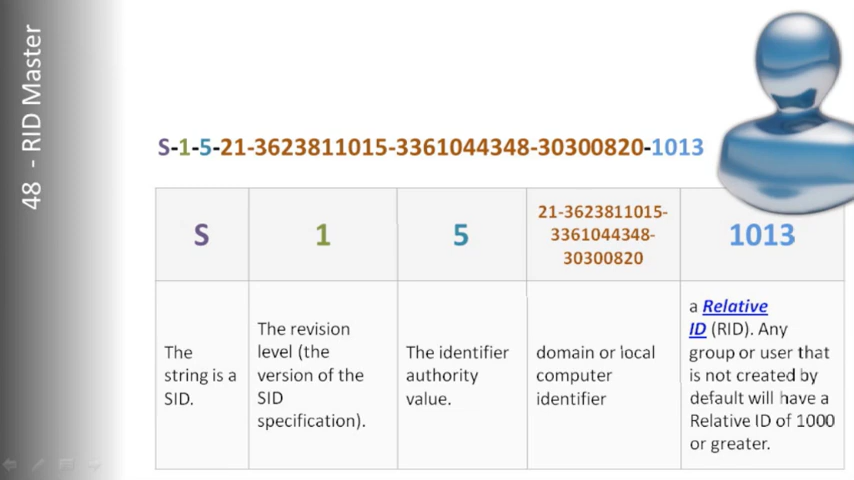 48 - RID Master
S-1-5-21-3623811015-3361044348-30300820-1013
S
1
5
21-3623811015-
3361044348-
30300820
1013
The
string is a
SID.
The revision
level (the
version of the
SID
specification).
The identifier
authority
value.
domain or local
computer
identifier
a Relative
ID (RID). Any
group or user that
is not created by
default will have a
Relative ID of 1000
or greater.